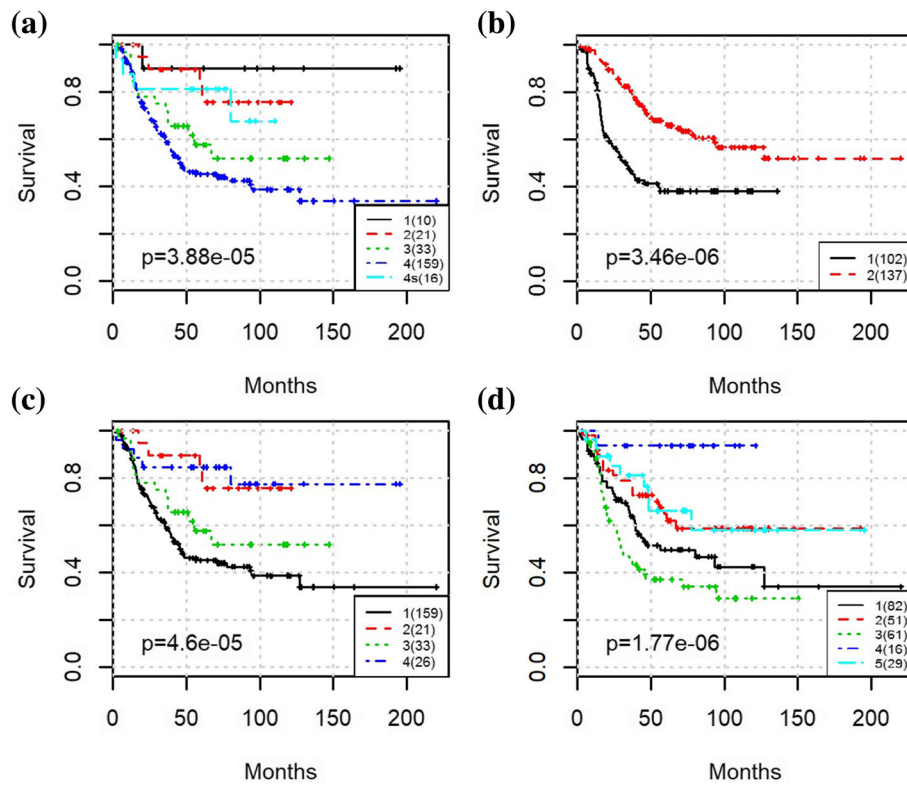 (a)
Survival
0.0 0.4 0.8
p=3.88e-05
1(10)
2(21)
3(33)
4(159)
4s(16)
0 50 100 150 200
Months
(b)
Survival
0.0 0.4 0.8
p=3.46e-06
1(102)
2(137)
0 50 100 150 200
Months
(c)
Survival
0.0 0.4 0.8
p=4.6e-05
1(159)
2(21)
3(33)
4(26)
0 50 100 150 200
Months
(d)
Survival
0.0 0.4 0.8
p=1.77e-06
1(82)
2(51)
3(61)
4(16)
5(29)
0 50 100 150 200
Months